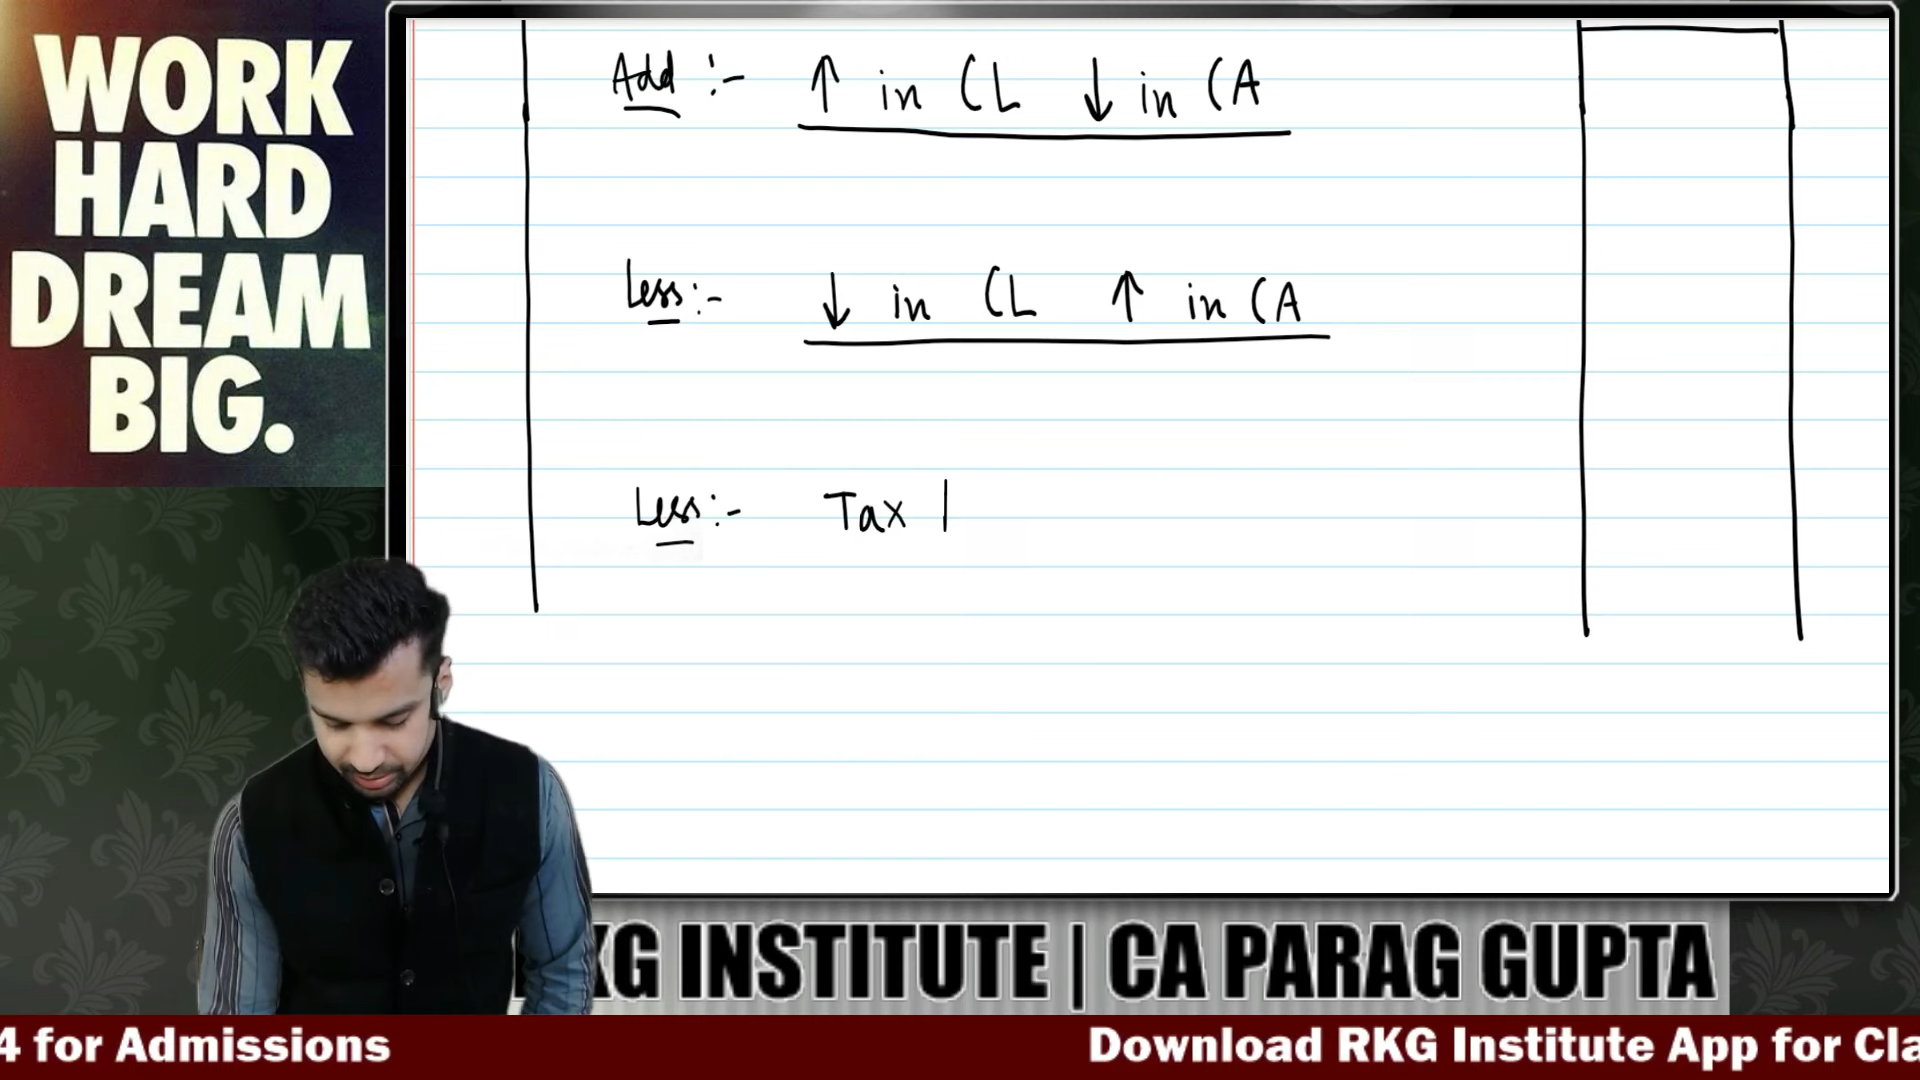 WORK
HARD
DREAM
BIG.
Add :- ↑ in CL ↓ in CA
Less:- ↓ in CL ↑ in CA
Less:- Tax
KG INSTITUTE | CA PARAG GUPTA
4 for Admissions
Download RKG Institute App for Cla